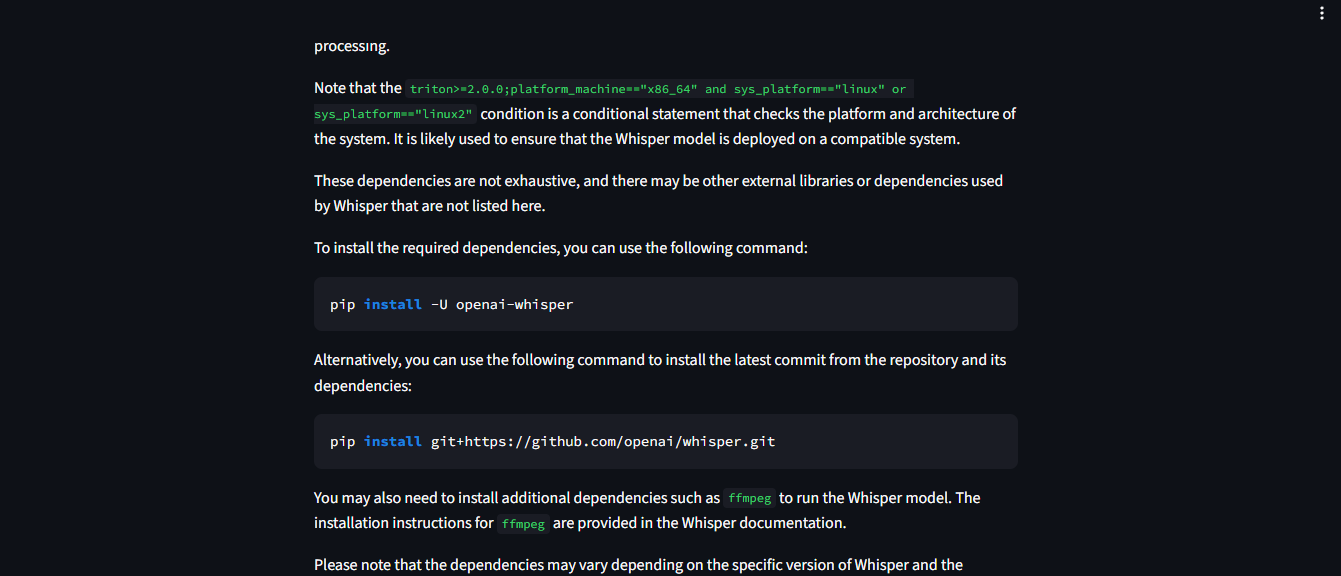 processing.
Note that the triton>=2.0.0;platform_machine=="x86_64" and sys_platform=="linux" or
sys_platform=="linux2" condition is a conditional statement that checks the platform and architecture of
the system. It is likely used to ensure that the Whisper model is deployed on a compatible system.
These dependencies are not exhaustive, and there may be other external libraries or dependencies used
by Whisper that are not listed here.
To install the required dependencies, you can use the following command:
pip install -U openai-whisper
Alternatively, you can use the following command to install the latest commit from the repository and its
dependencies:
pip install git+https://github.com/openai/whisper.git
You may also need to install additional dependencies such as ffmpeg to run the Whisper model. The
installation instructions for ffmpeg are provided in the Whisper documentation.
Please note that the dependencies may vary depending on the specific version of Whisper and the